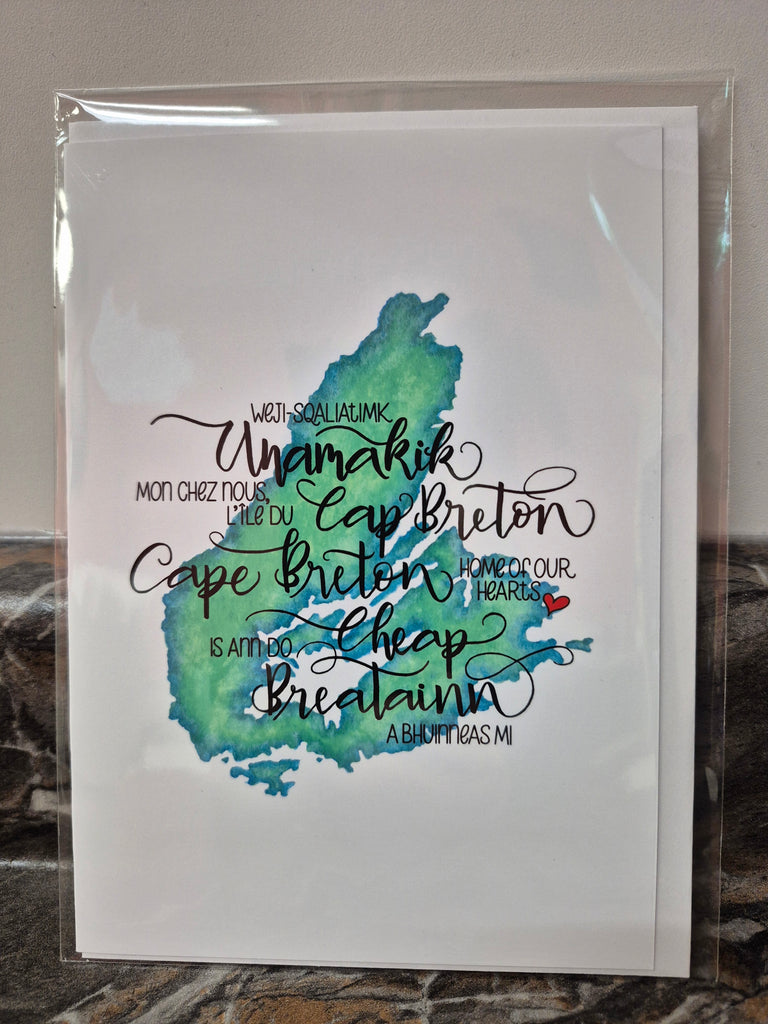 WEJI-SQALIATIMK
Unamakik
MON CHEZ NOUS,
L'ÎLE DU Cap Breton
Cape Breton HOME OF OUR
HEARTS
IS ANN DO Cheap
Breatainn
A BHUINNEAS MI